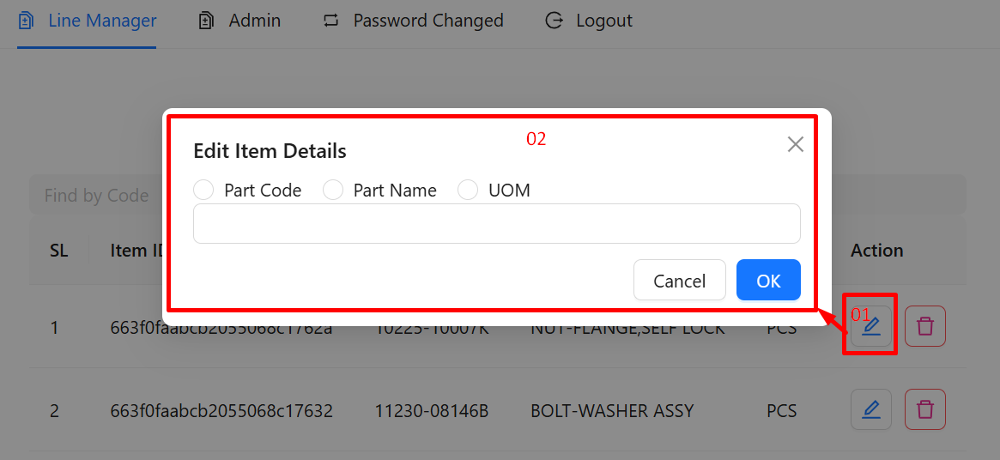 Line Manager Admin Password Changed Logout
02
Edit Item Details
Part Code Part Name UOM
Find by Code
SL Item ID Action
Cancel OK
01
1 663f0faabcb2055068c1762a 10225-10007K NUT-FLANGE,SELF LOCK PCS
2 663f0faabcb2055068c17632 11230-08146B BOLT-WASHER ASSY PCS